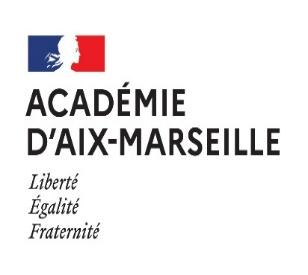 ACADÉMIE
D'AIX-MARSEILLE
Liberté
Égalité
Fraternité